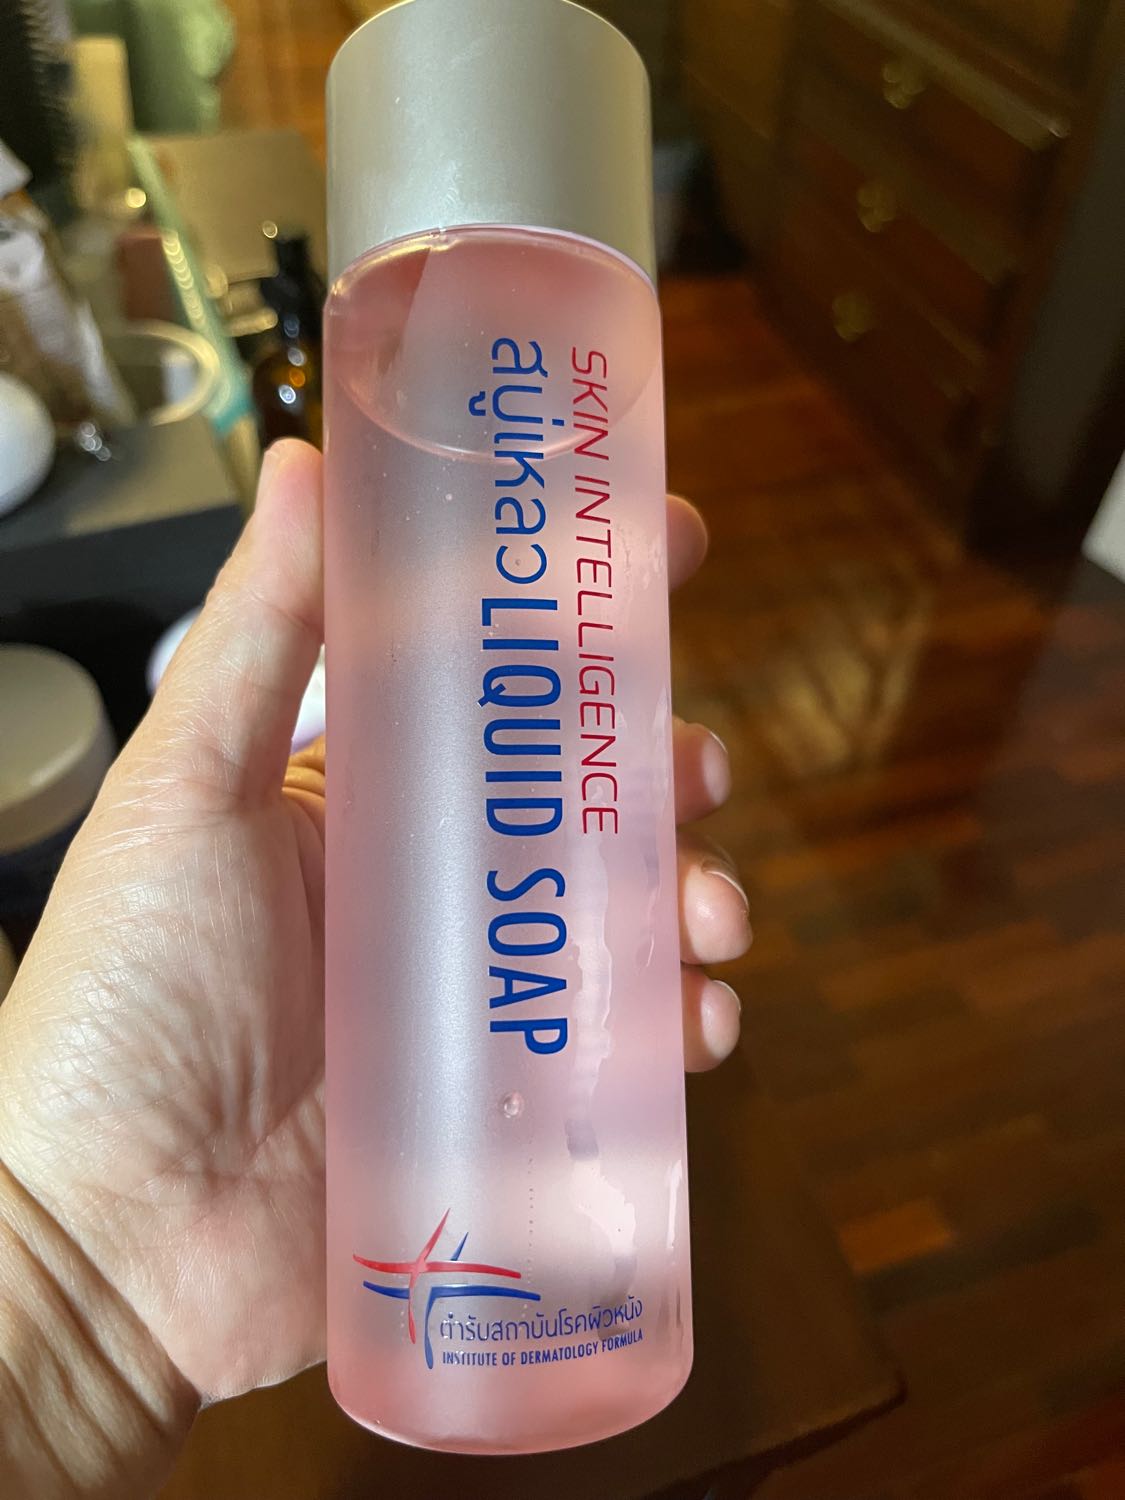 SKIN INTELLIGENCE
สบู่เหลว LIQUID SOAP
ตำรับสถาบันโรคผิวหนัง
INSTITUTE OF DERMATOLOGY FORMULA